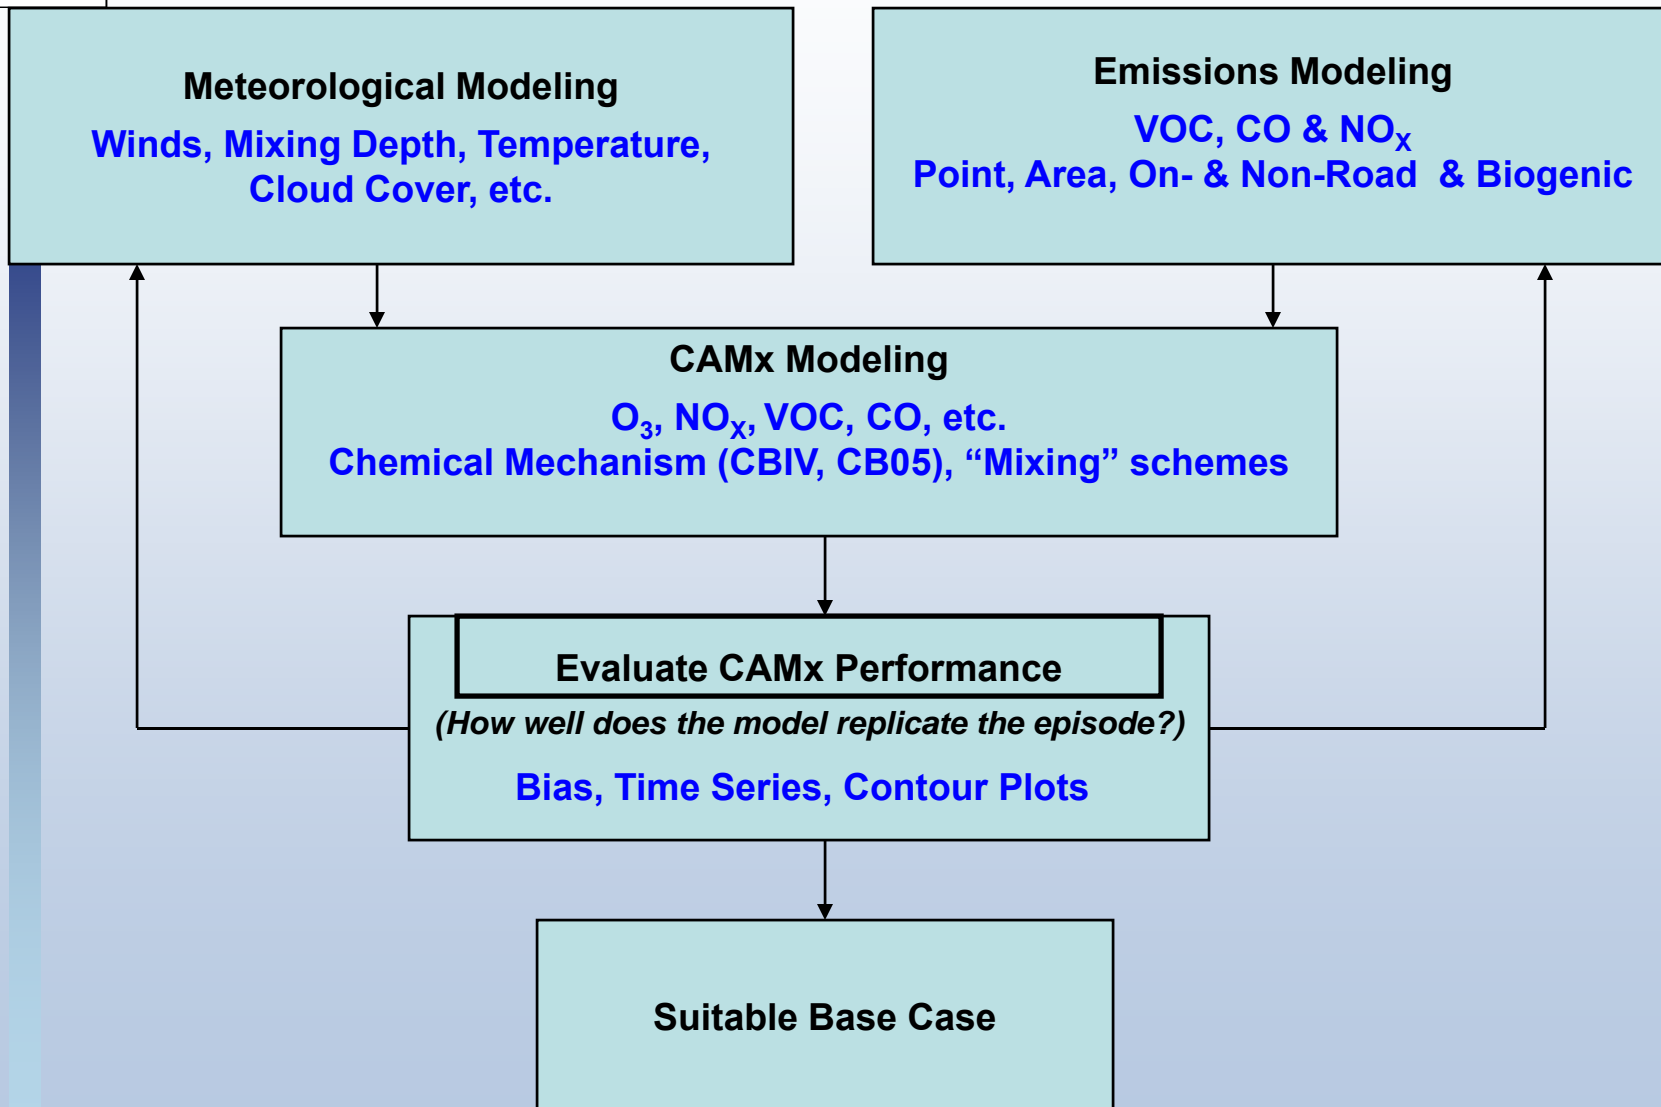 Meteorological Modeling
Winds, Mixing Depth, Temperature,
Cloud Cover, etc.
Emissions Modeling
VOC, CO & NOX
Point, Area, On- & Non-Road & Biogenic
CAMx Modeling
O3, NOX, VOC, CO, etc.
Chemical Mechanism (CBIV, CB05), “Mixing” schemes
Evaluate CAMx Performance
(How well does the model replicate the episode?)
Bias, Time Series, Contour Plots
Suitable Base Case